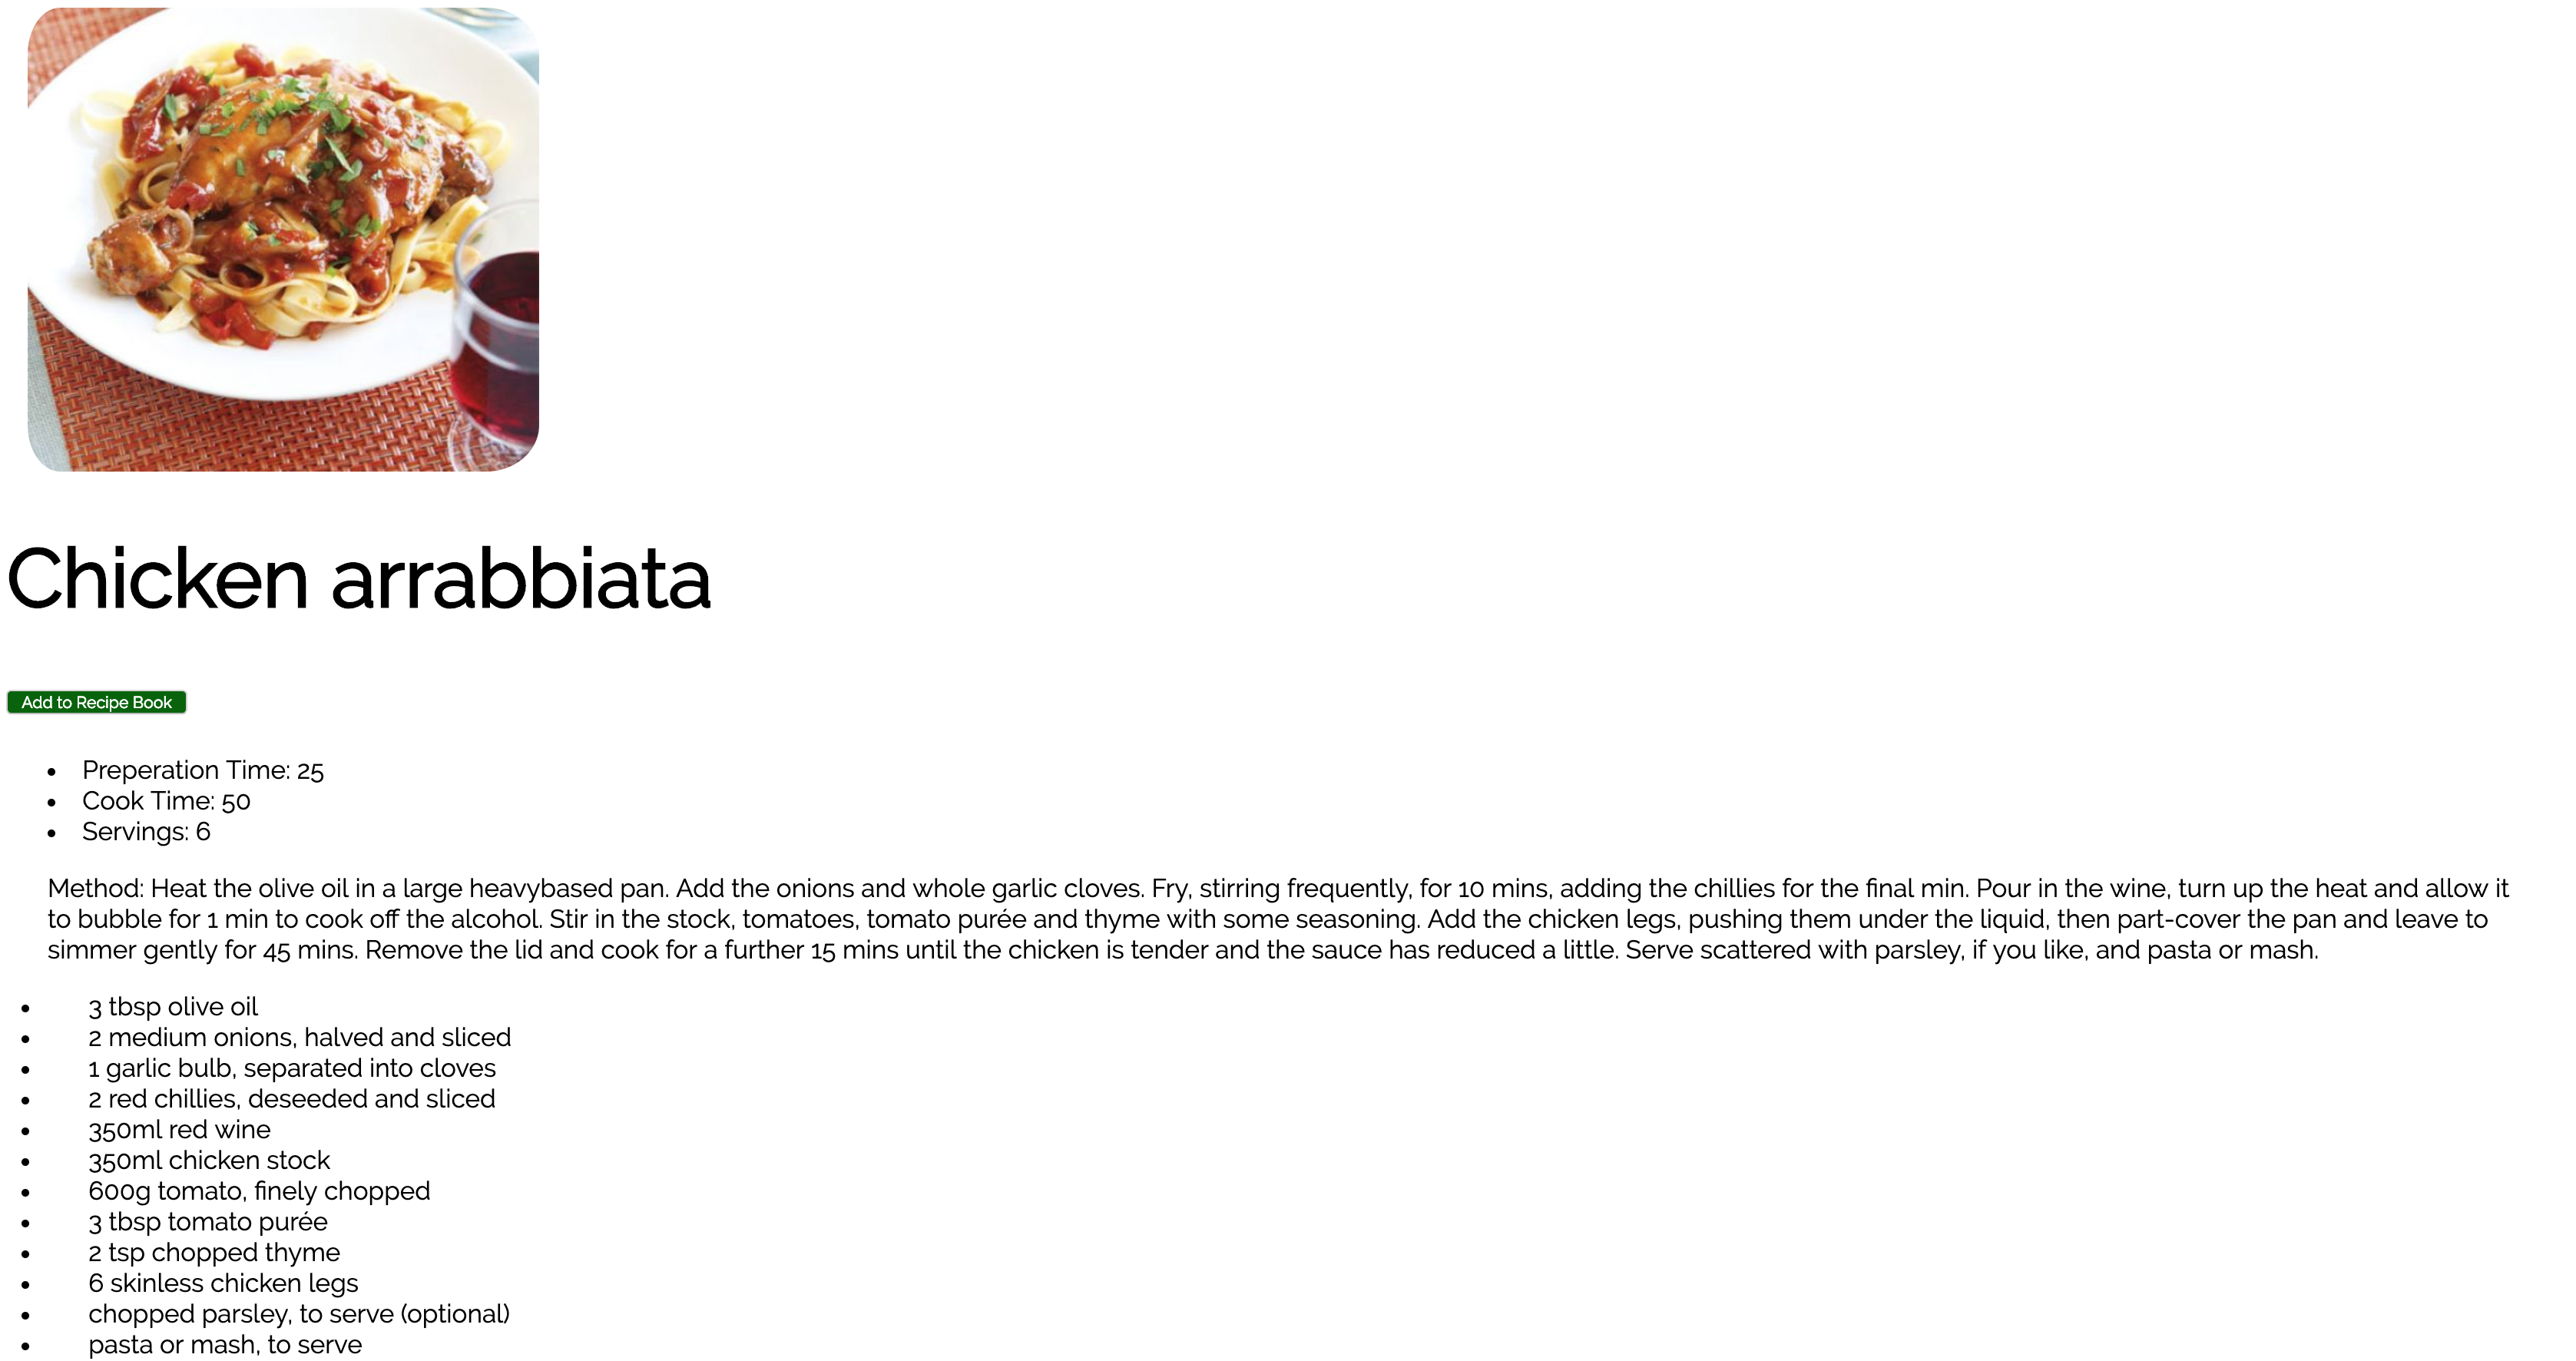 Chicken arrabbiata
Add to Recipe Book
• Preperation Time: 25
• Cook Time: 50
• Servings: 6
Method: Heat the olive oil in a large heavybased pan. Add the onions and whole garlic cloves. Fry, stirring frequently, for 10 mins, adding the chillies for the final min. Pour in the wine, turn up the heat and allow it
to bubble for 1 min to cook off the alcohol. Stir in the stock, tomatoes, tomato purée and thyme with some seasoning. Add the chicken legs, pushing them under the liquid, then part-cover the pan and leave to
simmer gently for 45 mins. Remove the lid and cook for a further 15 mins until the chicken is tender and the sauce has reduced a little. Serve scattered with parsley, if you like, and pasta or mash.
• 3 tbsp olive oil
• 2 medium onions, halved and sliced
• 1 garlic bulb, separated into cloves
• 2 red chillies, deseeded and sliced
• 350ml red wine
• 350ml chicken stock
• 600g tomato, finely chopped
• 3 tbsp tomato purée
• 2 tsp chopped thyme
• 6 skinless chicken legs
• chopped parsley, to serve (optional)
• pasta or mash, to serve